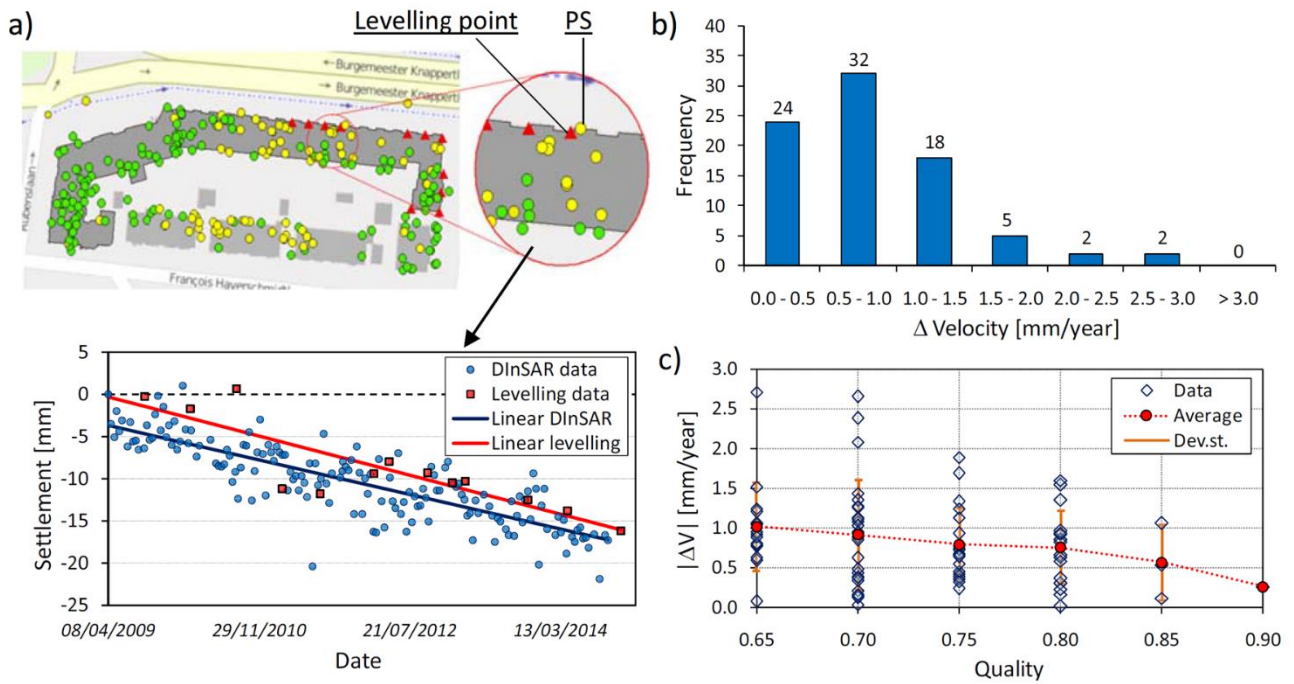 a)
Levelling point
PS
Burgemeester Knappertl
Burgemeester Knappertl
Rubenslaan
François Haverschmidt
Settlement [mm]
DInSAR data
Levelling data
Linear DInSAR
Linear levelling
0
-5
-10
-15
-20
-25
08/04/2009
29/11/2010
21/07/2012
13/03/2014
Date
b)
Frequency
40
35
30
25
20
15
10
5
0
24
32
18
5
2
2
0
0.0 - 0.5
0.5 - 1.0
1.0 - 1.5
1.5 - 2.0
2.0 - 2.5
2.5 - 3.0
> 3.0
Δ Velocity [mm/year]
c)
|ΔV| [mm/year]
3.0
2.5
2.0
1.5
1.0
0.5
0.0
Data
Average
Dev.st.
0.65
0.70
0.75
0.80
0.85
0.90
Quality